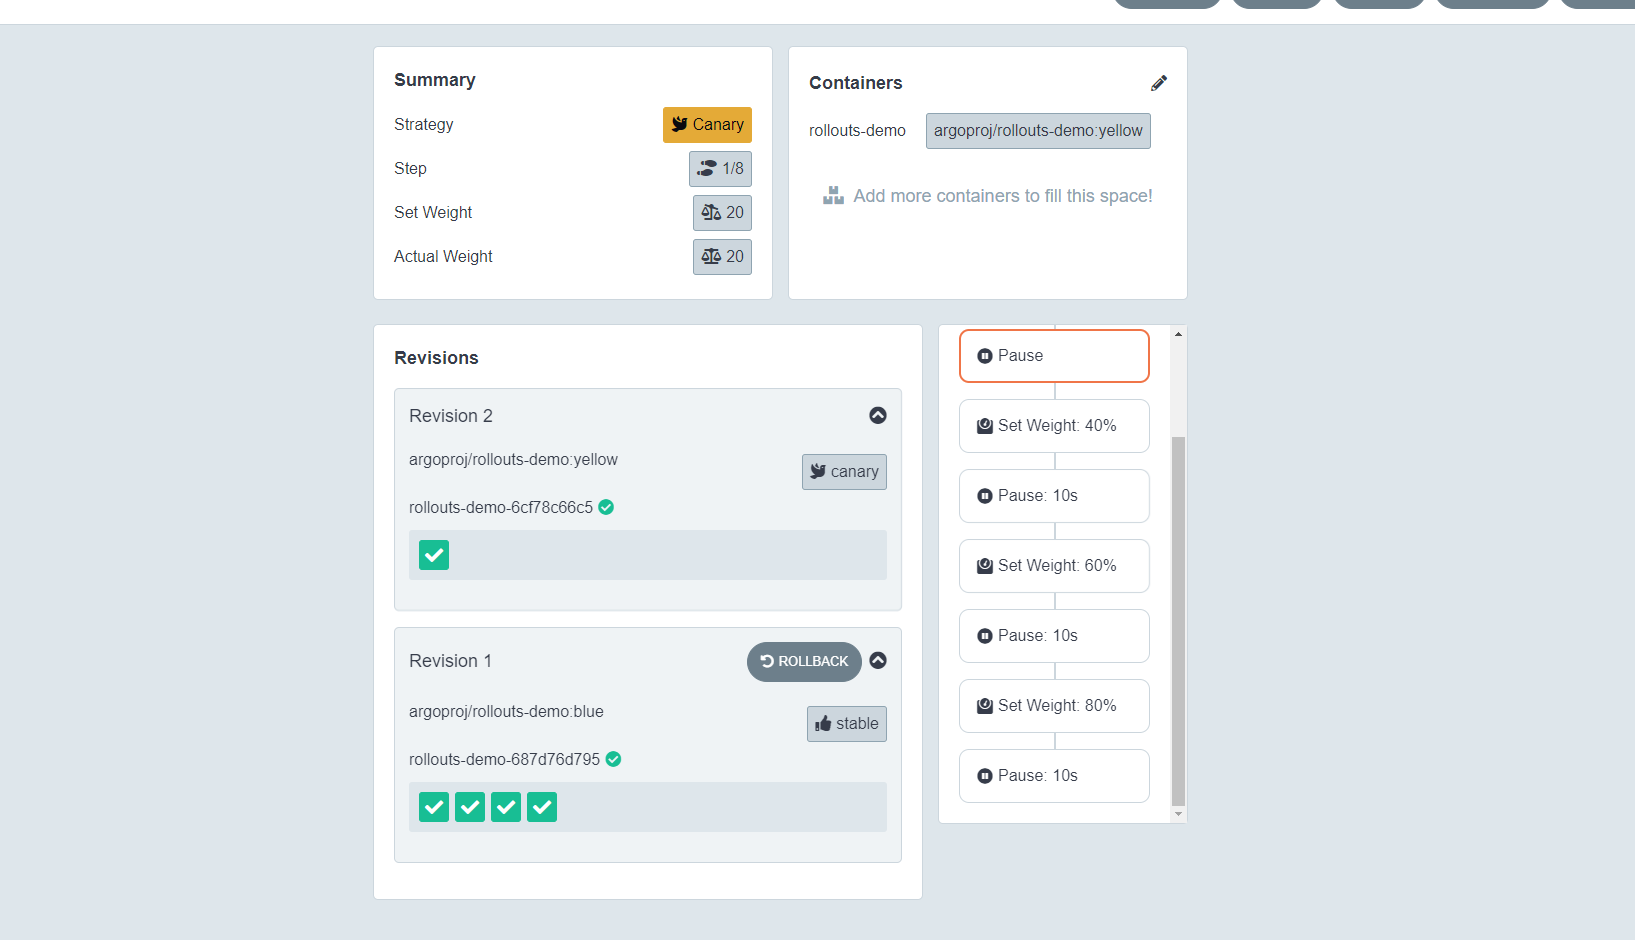 Summary
Strategy
Canary
Step
1/8
Set Weight
20
Actual Weight
20
Containers
rollouts-demo
argoproj/rollouts-demo:yellow
Add more containers to fill this space!
Revisions
Revision 2
argoproj/rollouts-demo:yellow
canary
rollouts-demo-6cf78c66c5
Revision 1
ROLLBACK
argoproj/rollouts-demo:blue
stable
rollouts-demo-687d76d795
Pause
Set Weight: 40%
Pause: 10s
Set Weight: 60%
Pause: 10s
Set Weight: 80%
Pause: 10s